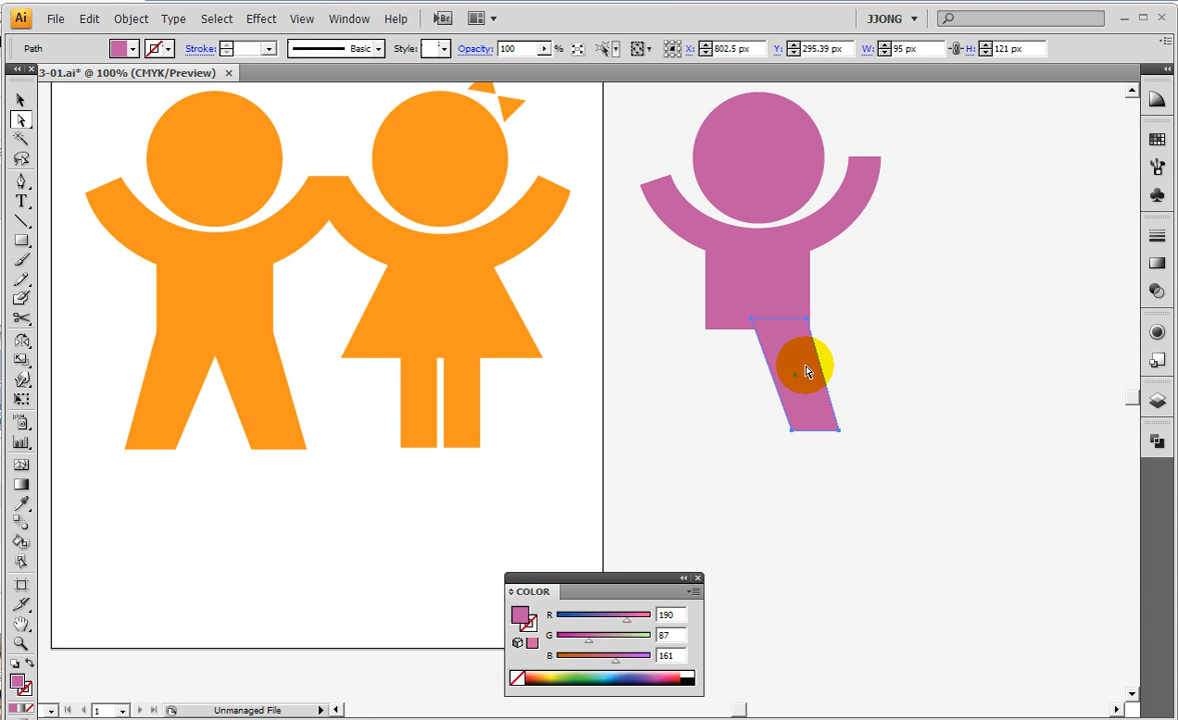 Ai File Edit Object Type Select Effect View Window Help Br JJONG
Path Stroke: Basic Style: Opacity: 100 % X: 802.5 px Y: 295.39 px W: 95 px H: 121 px
3-01.ai* @ 100% (CMYK/Preview)
T
COLOR
R 190
G 87
B 161
1 Unmanaged File